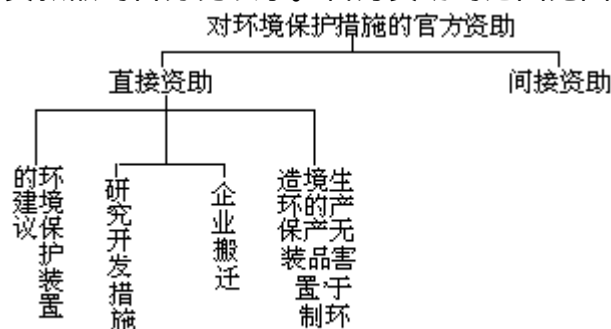 对环境保护措施的官方资助
直接资助
间接资助
环境保护装置
的建议
研究开发措施
企业搬迁
生产无害于环
境的产品,制
造环保装置